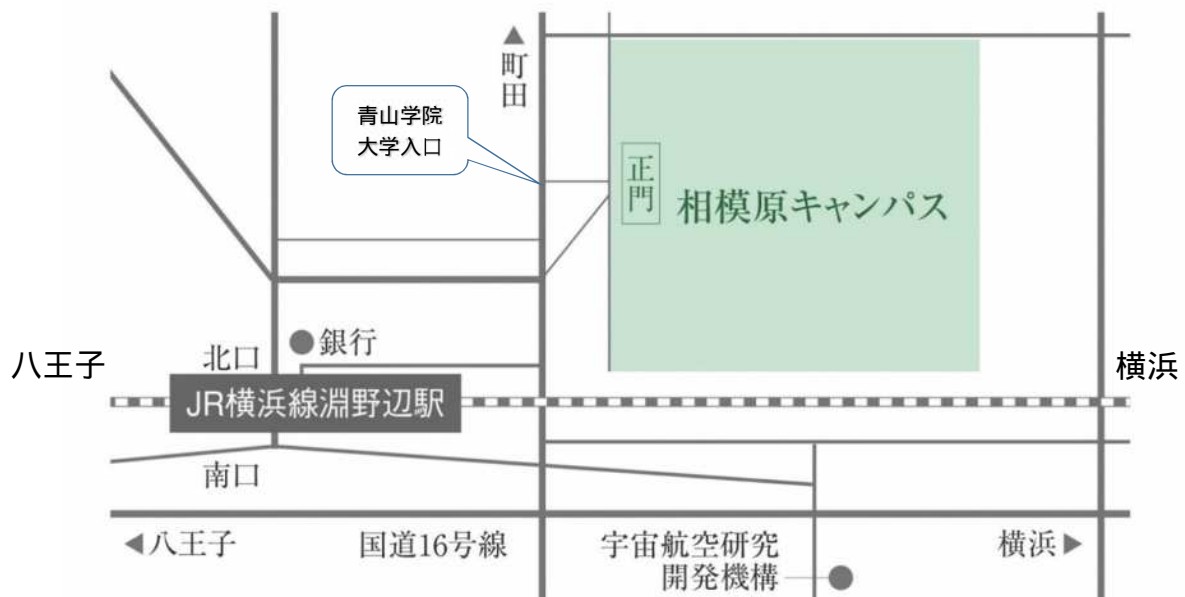 ▲
町
田
青山学院
大学入口
正
門
相模原キャンパス
銀行
北口
八王子
横浜
JR横浜線淵野辺駅
南口
◀八王子
国道16号線
宇宙航空研究
開発機構
横浜▶